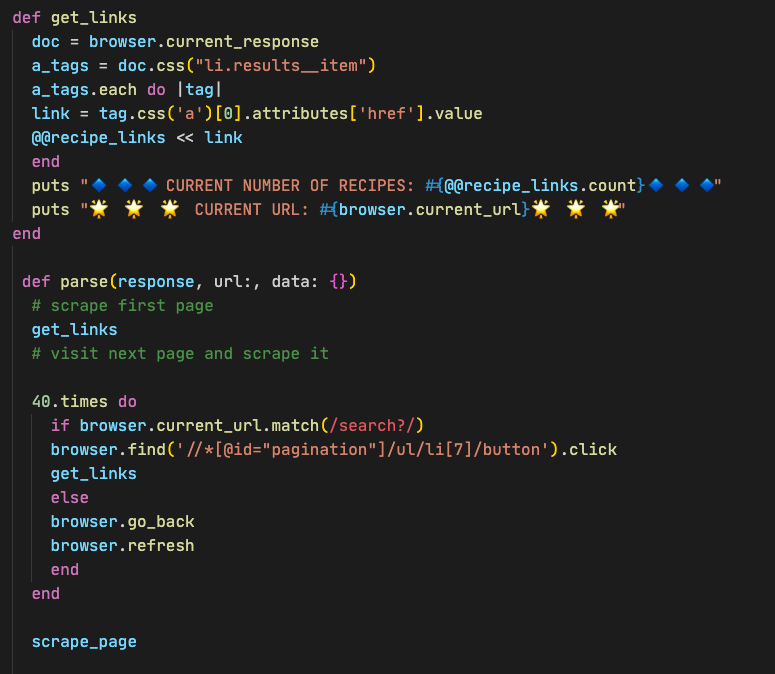 def get_links
  doc = browser.current_response
  a_tags = doc.css("li.results__item")
  a_tags.each do |tag|
  link = tag.css('a')[0].attributes['href'].value
  @@recipe_links << link
  end
  puts "🔷 🔷 🔷 CURRENT NUMBER OF RECIPES: #{@@recipe_links.count}🔷 🔷 🔷"
  puts "🌟 🌟 🌟 CURRENT URL: #{browser.current_url}🌟 🌟 🌟"
end
 def parse(response, url:, data: {})
  # scrape first page
  get_links
  # visit next page and scrape it
  40.times do
    if browser.current_url.match(/search?/)
    browser.find('//*[@id="pagination"]/ul/li[7]/button').click
    get_links
    else
    browser.go_back
    browser.refresh
    end
  end
  scrape_page